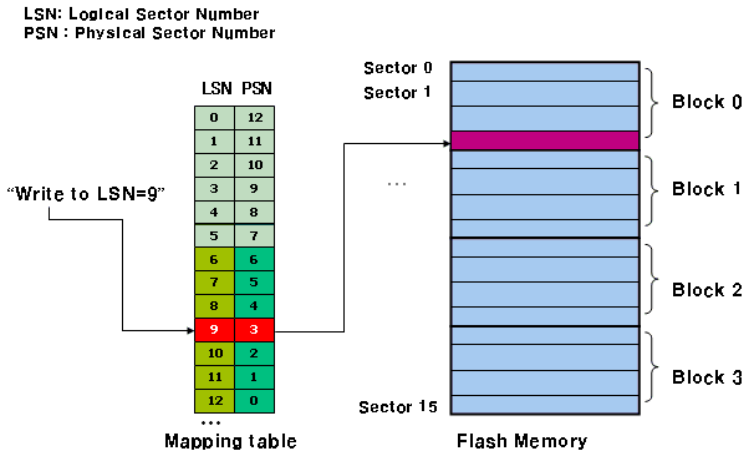 LSN: Logical Sector Number
PSN : Physical Sector Number
LSN PSN
0 12
1 11
2 10
3 9
4 8
5 7
6 6
7 5
8 4
9 3
10 2
11 1
12 0
...
Mapping table
"Write to LSN=9"
Sector 0
Sector 1
...
Sector 15
Block 0
Block 1
Block 2
Block 3
Flash Memory